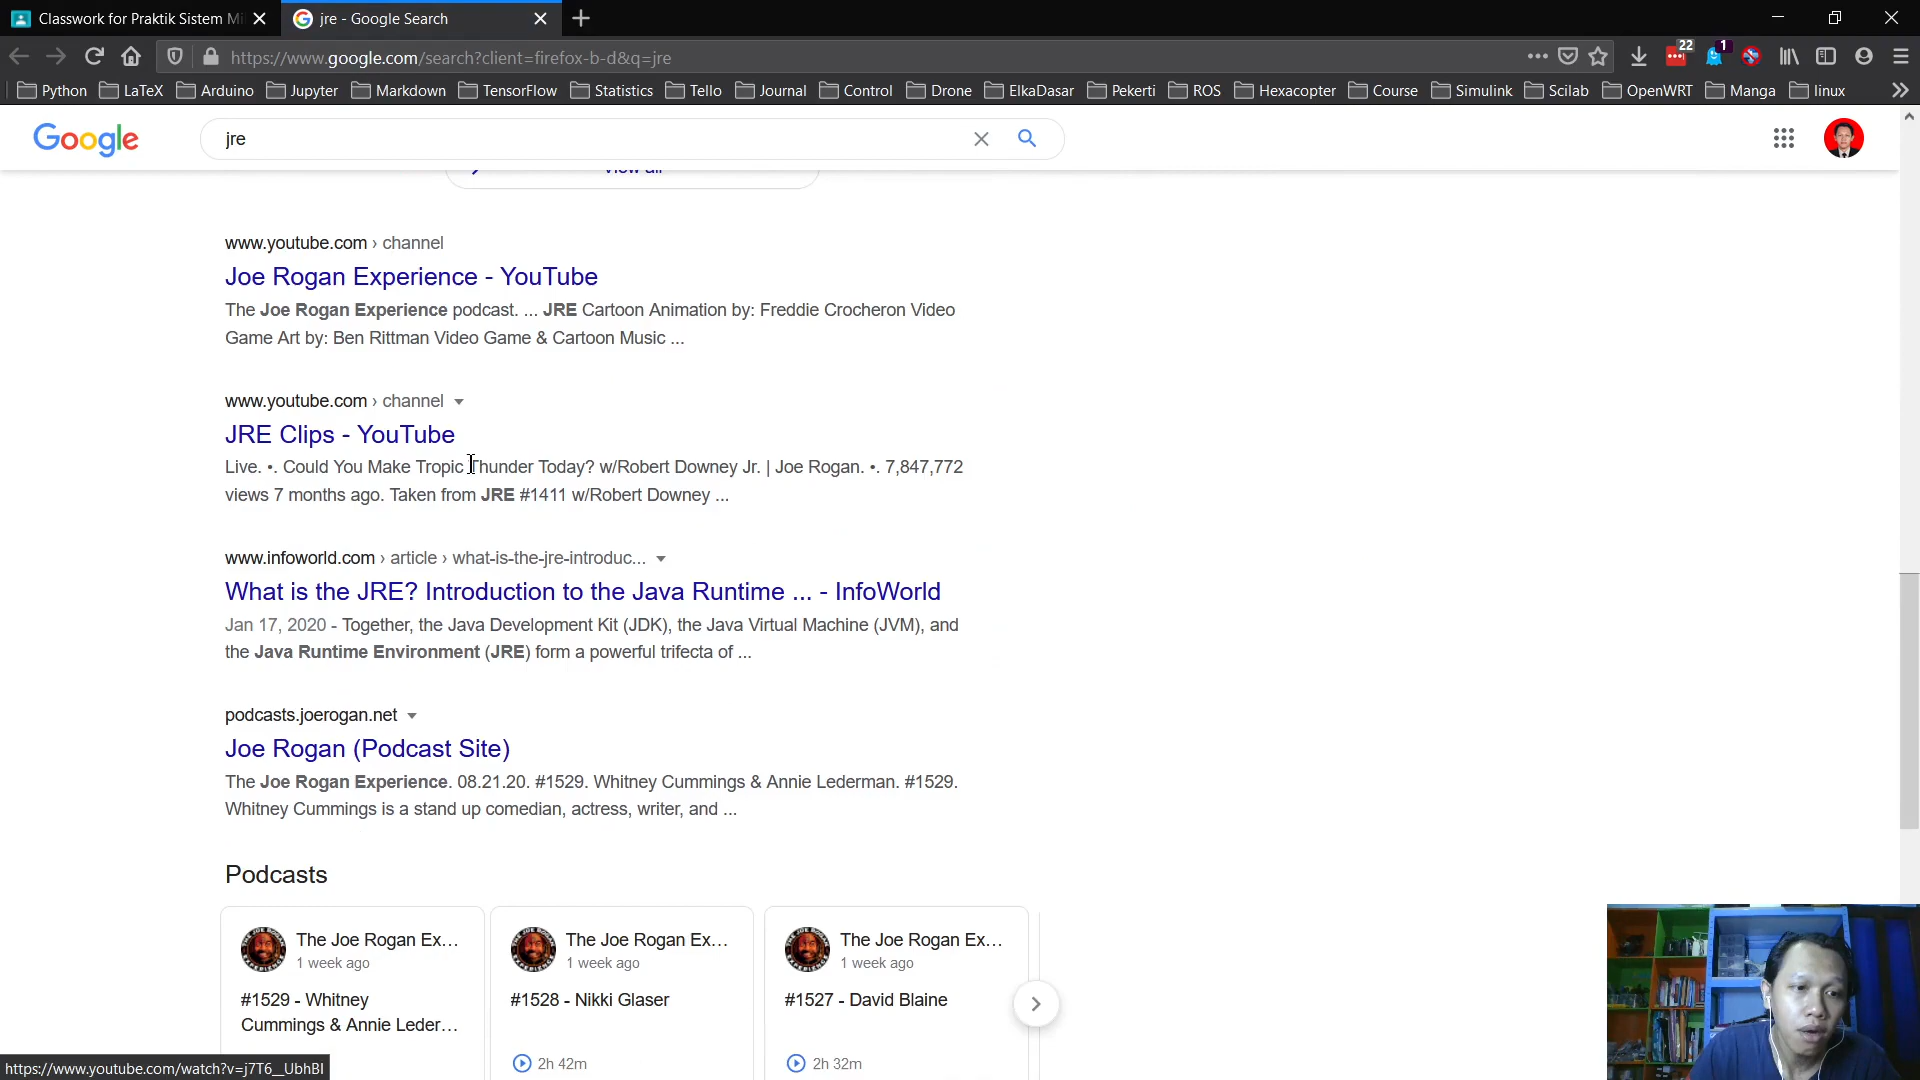 Classwork for Praktik Sistem Mi
jre - Google Search
https://www.google.com/search?client=firefox-b-d&q=jre
22
1
Python LaTeX Arduino Jupyter Markdown TensorFlow Statistics Tello Journal Control Drone ElkaDasar Pekerti ROS Hexacopter Course Simulink Scilab OpenWRT Manga linux
Google
jre
View all
www.youtube.com › channel
Joe Rogan Experience - YouTube
The Joe Rogan Experience podcast. ... JRE Cartoon Animation by: Freddie Crocheron Video
Game Art by: Ben Rittman Video Game & Cartoon Music ...
www.youtube.com › channel
JRE Clips - YouTube
Live. •. Could You Make Tropic Thunder Today? w/Robert Downey Jr. | Joe Rogan. •. 7,847,772
views 7 months ago. Taken from JRE #1411 w/Robert Downey ...
www.infoworld.com › article › what-is-the-jre-introduc...
What is the JRE? Introduction to the Java Runtime ... - InfoWorld
Jan 17, 2020 - Together, the Java Development Kit (JDK), the Java Virtual Machine (JVM), and
the Java Runtime Environment (JRE) form a powerful trifecta of ...
podcasts.joerogan.net
Joe Rogan (Podcast Site)
The Joe Rogan Experience. 08.21.20. #1529. Whitney Cummings & Annie Lederman. #1529.
Whitney Cummings is a stand up comedian, actress, writer, and ...
Podcasts
The Joe Rogan Ex...
1 week ago
#1529 - Whitney
Cummings & Annie Leder...
The Joe Rogan Ex...
1 week ago
#1528 - Nikki Glaser
2h 42m
The Joe Rogan Ex...
1 week ago
#1527 - David Blaine
2h 32m
https://www.youtube.com/watch?v=j7T6__UbhBI